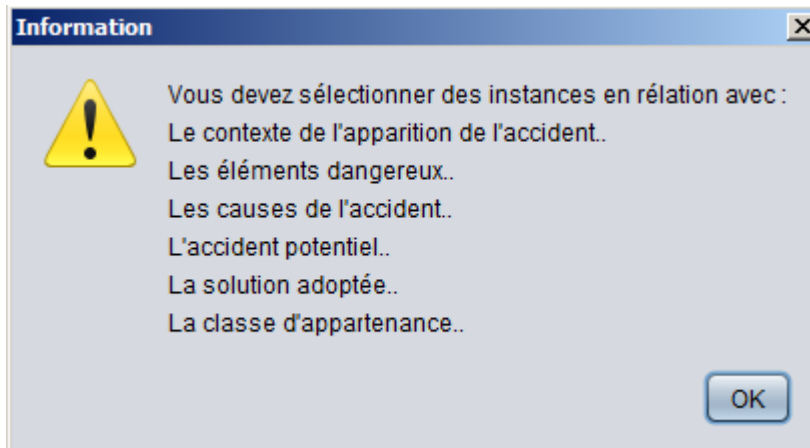 Information
Vous devez sélectionner des instances en rélation avec :
Le contexte de l'apparition de l'accident..
Les éléments dangereux..
Les causes de l'accident..
L'accident potentiel..
La solution adoptée..
La classe d'appartenance..
OK